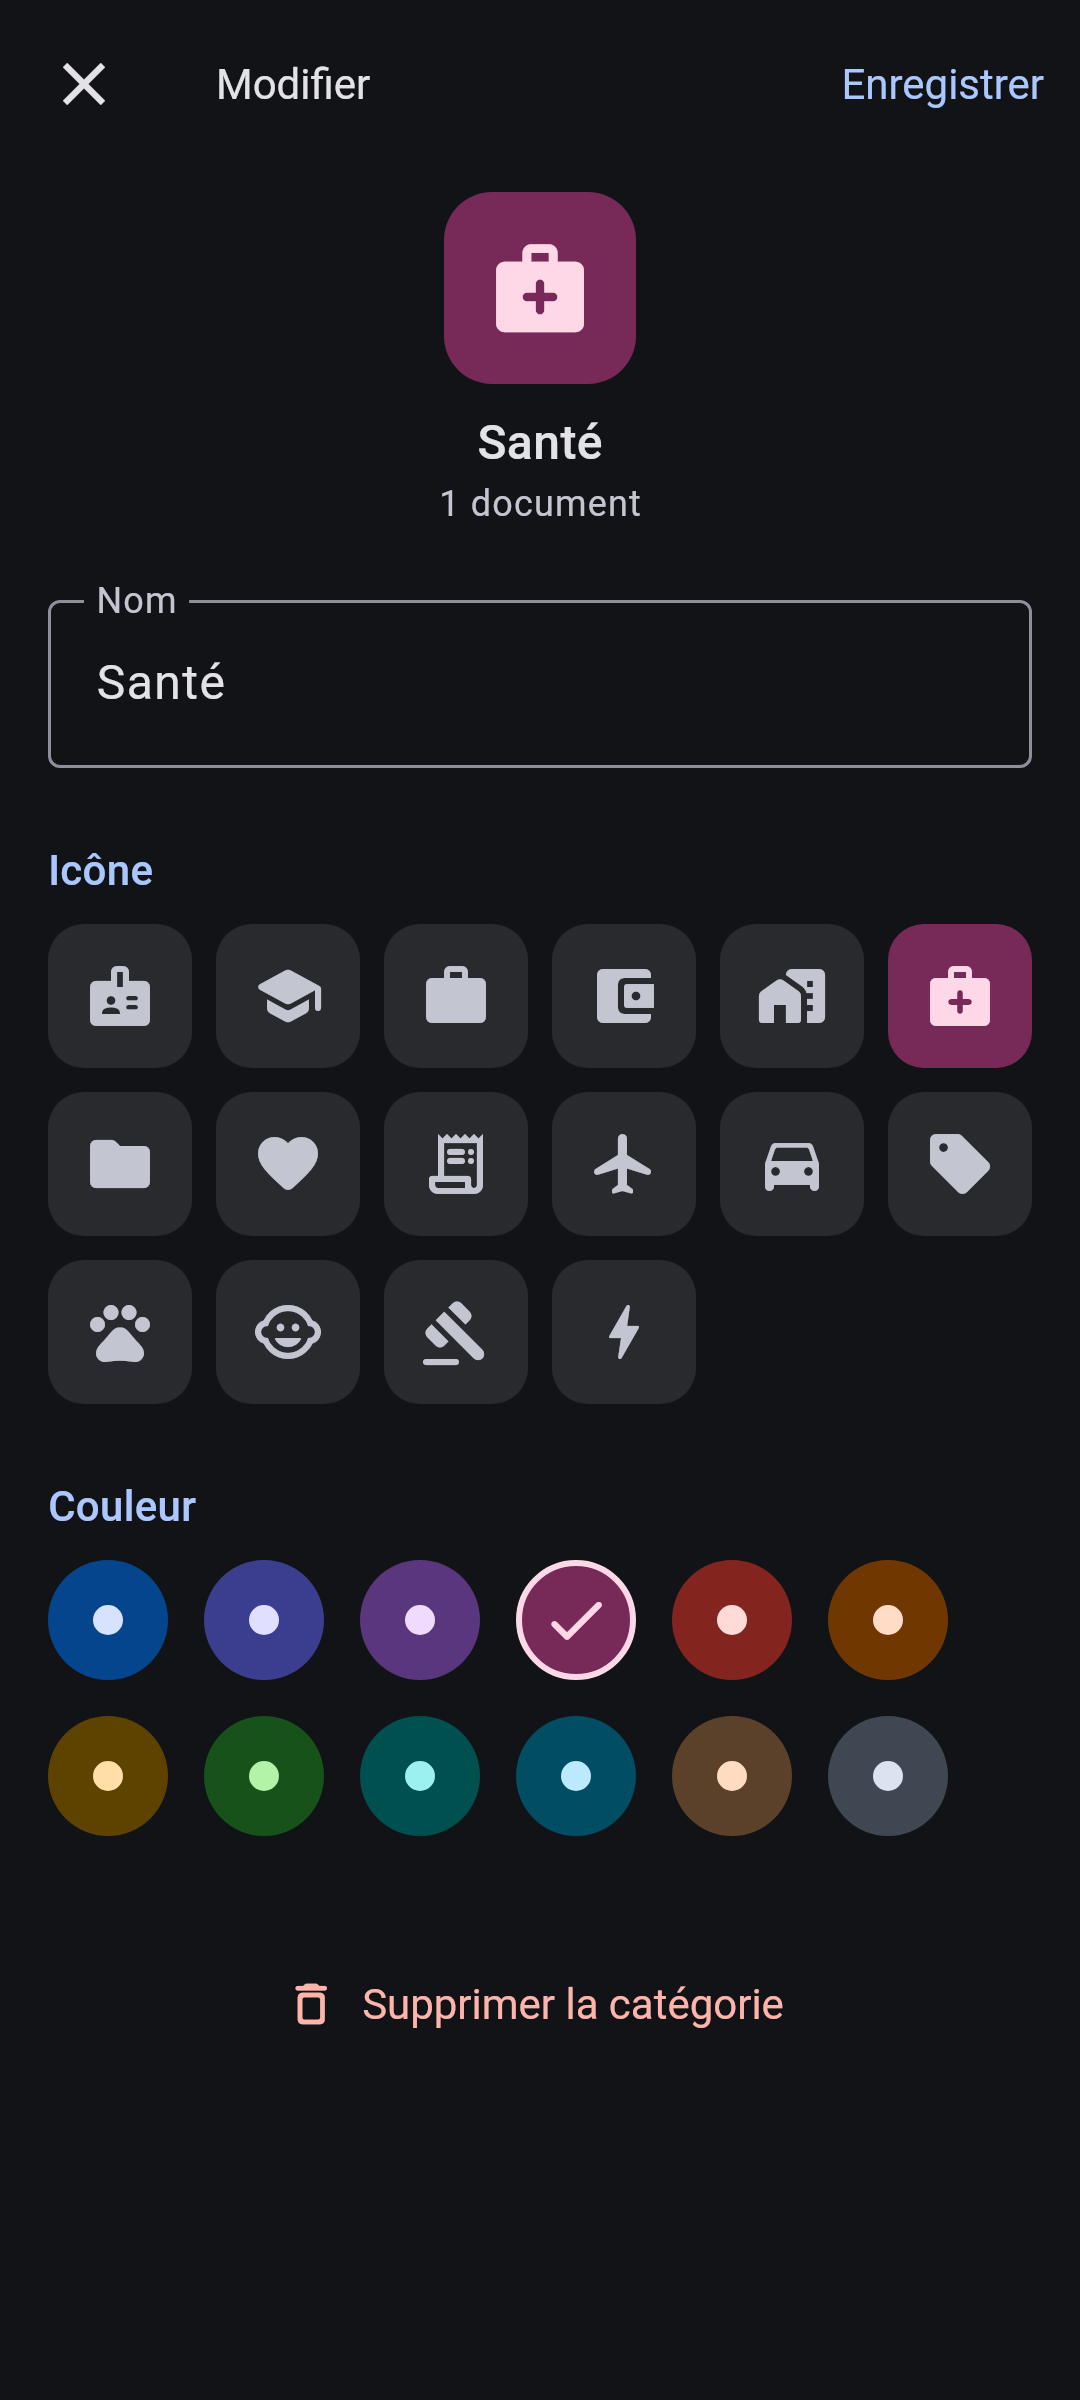 Modifier
Enregistrer
Santé
1 document
Nom
Santé
Icône
Couleur
Supprimer la catégorie